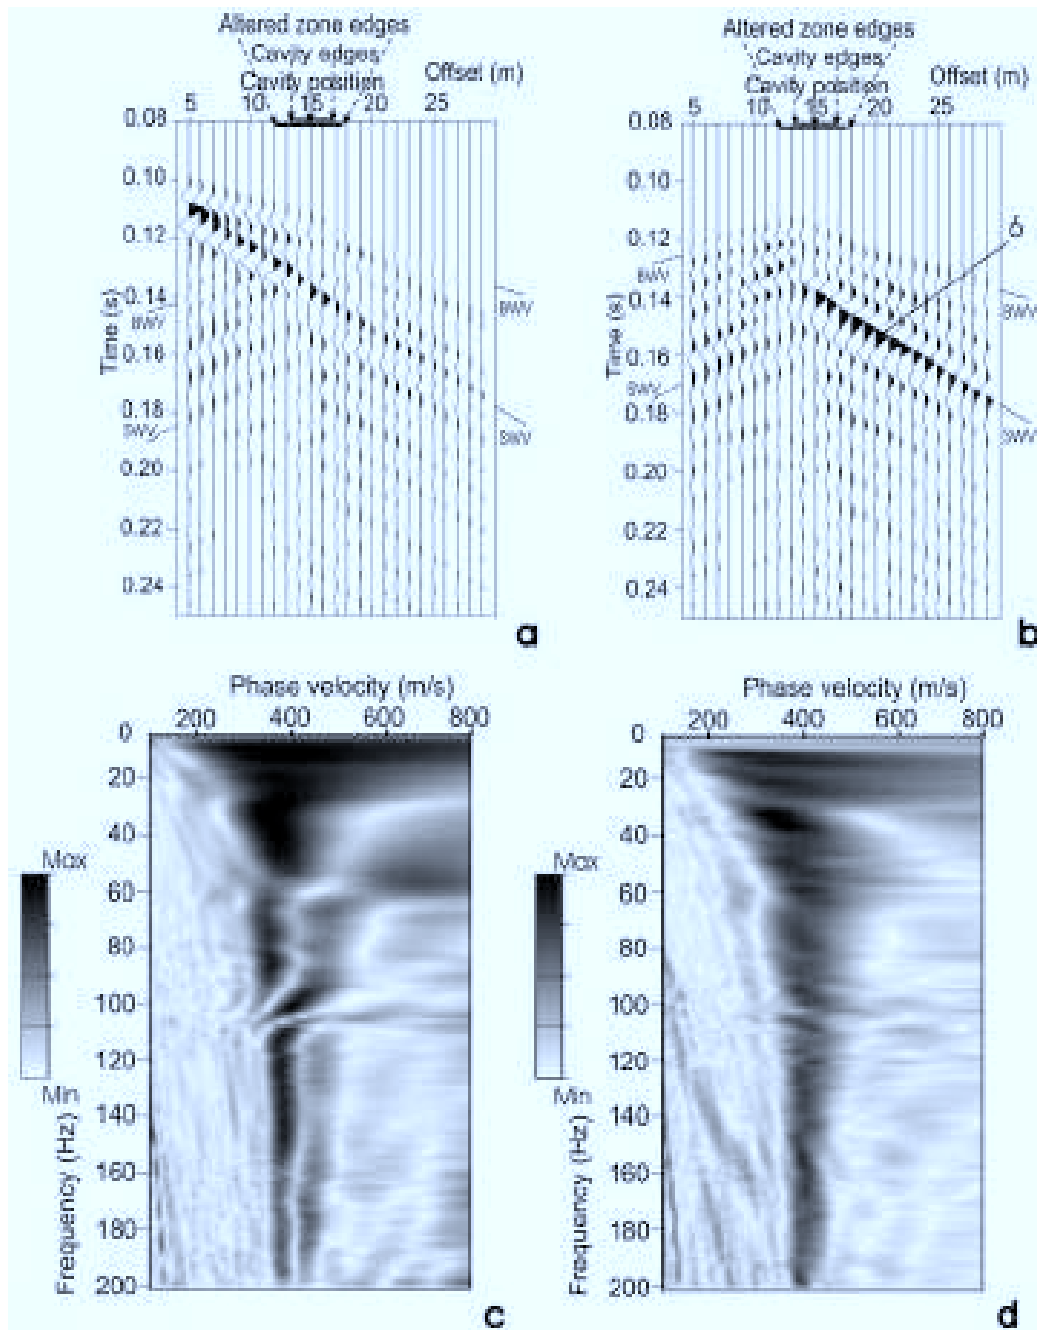 Altered zone edges
Cavity edges
Cavity position
Offset (m)
5 10 15 20 25
0.08
0.10
0.12
0.14
0.16
0.18
0.20
0.22
0.24
Time (s)
BWV
SWV
BWV
SWV
a
Altered zone edges
Cavity edges
Cavity position
Offset (m)
5 10 15 20 25
0.08
0.10
0.12
0.14
0.16
0.18
0.20
0.22
0.24
Time (s)
BWV
SWV
6
BWV
SWV
b
Phase velocity (m/s)
200 400 600 800
0
20
40
60
80
100
120
140
160
180
200
Max
Min
Frequency (Hz)
c
Phase velocity (m/s)
200 400 600 800
0
20
40
60
80
100
120
140
160
180
200
Max
Min
Frequency (Hz)
d